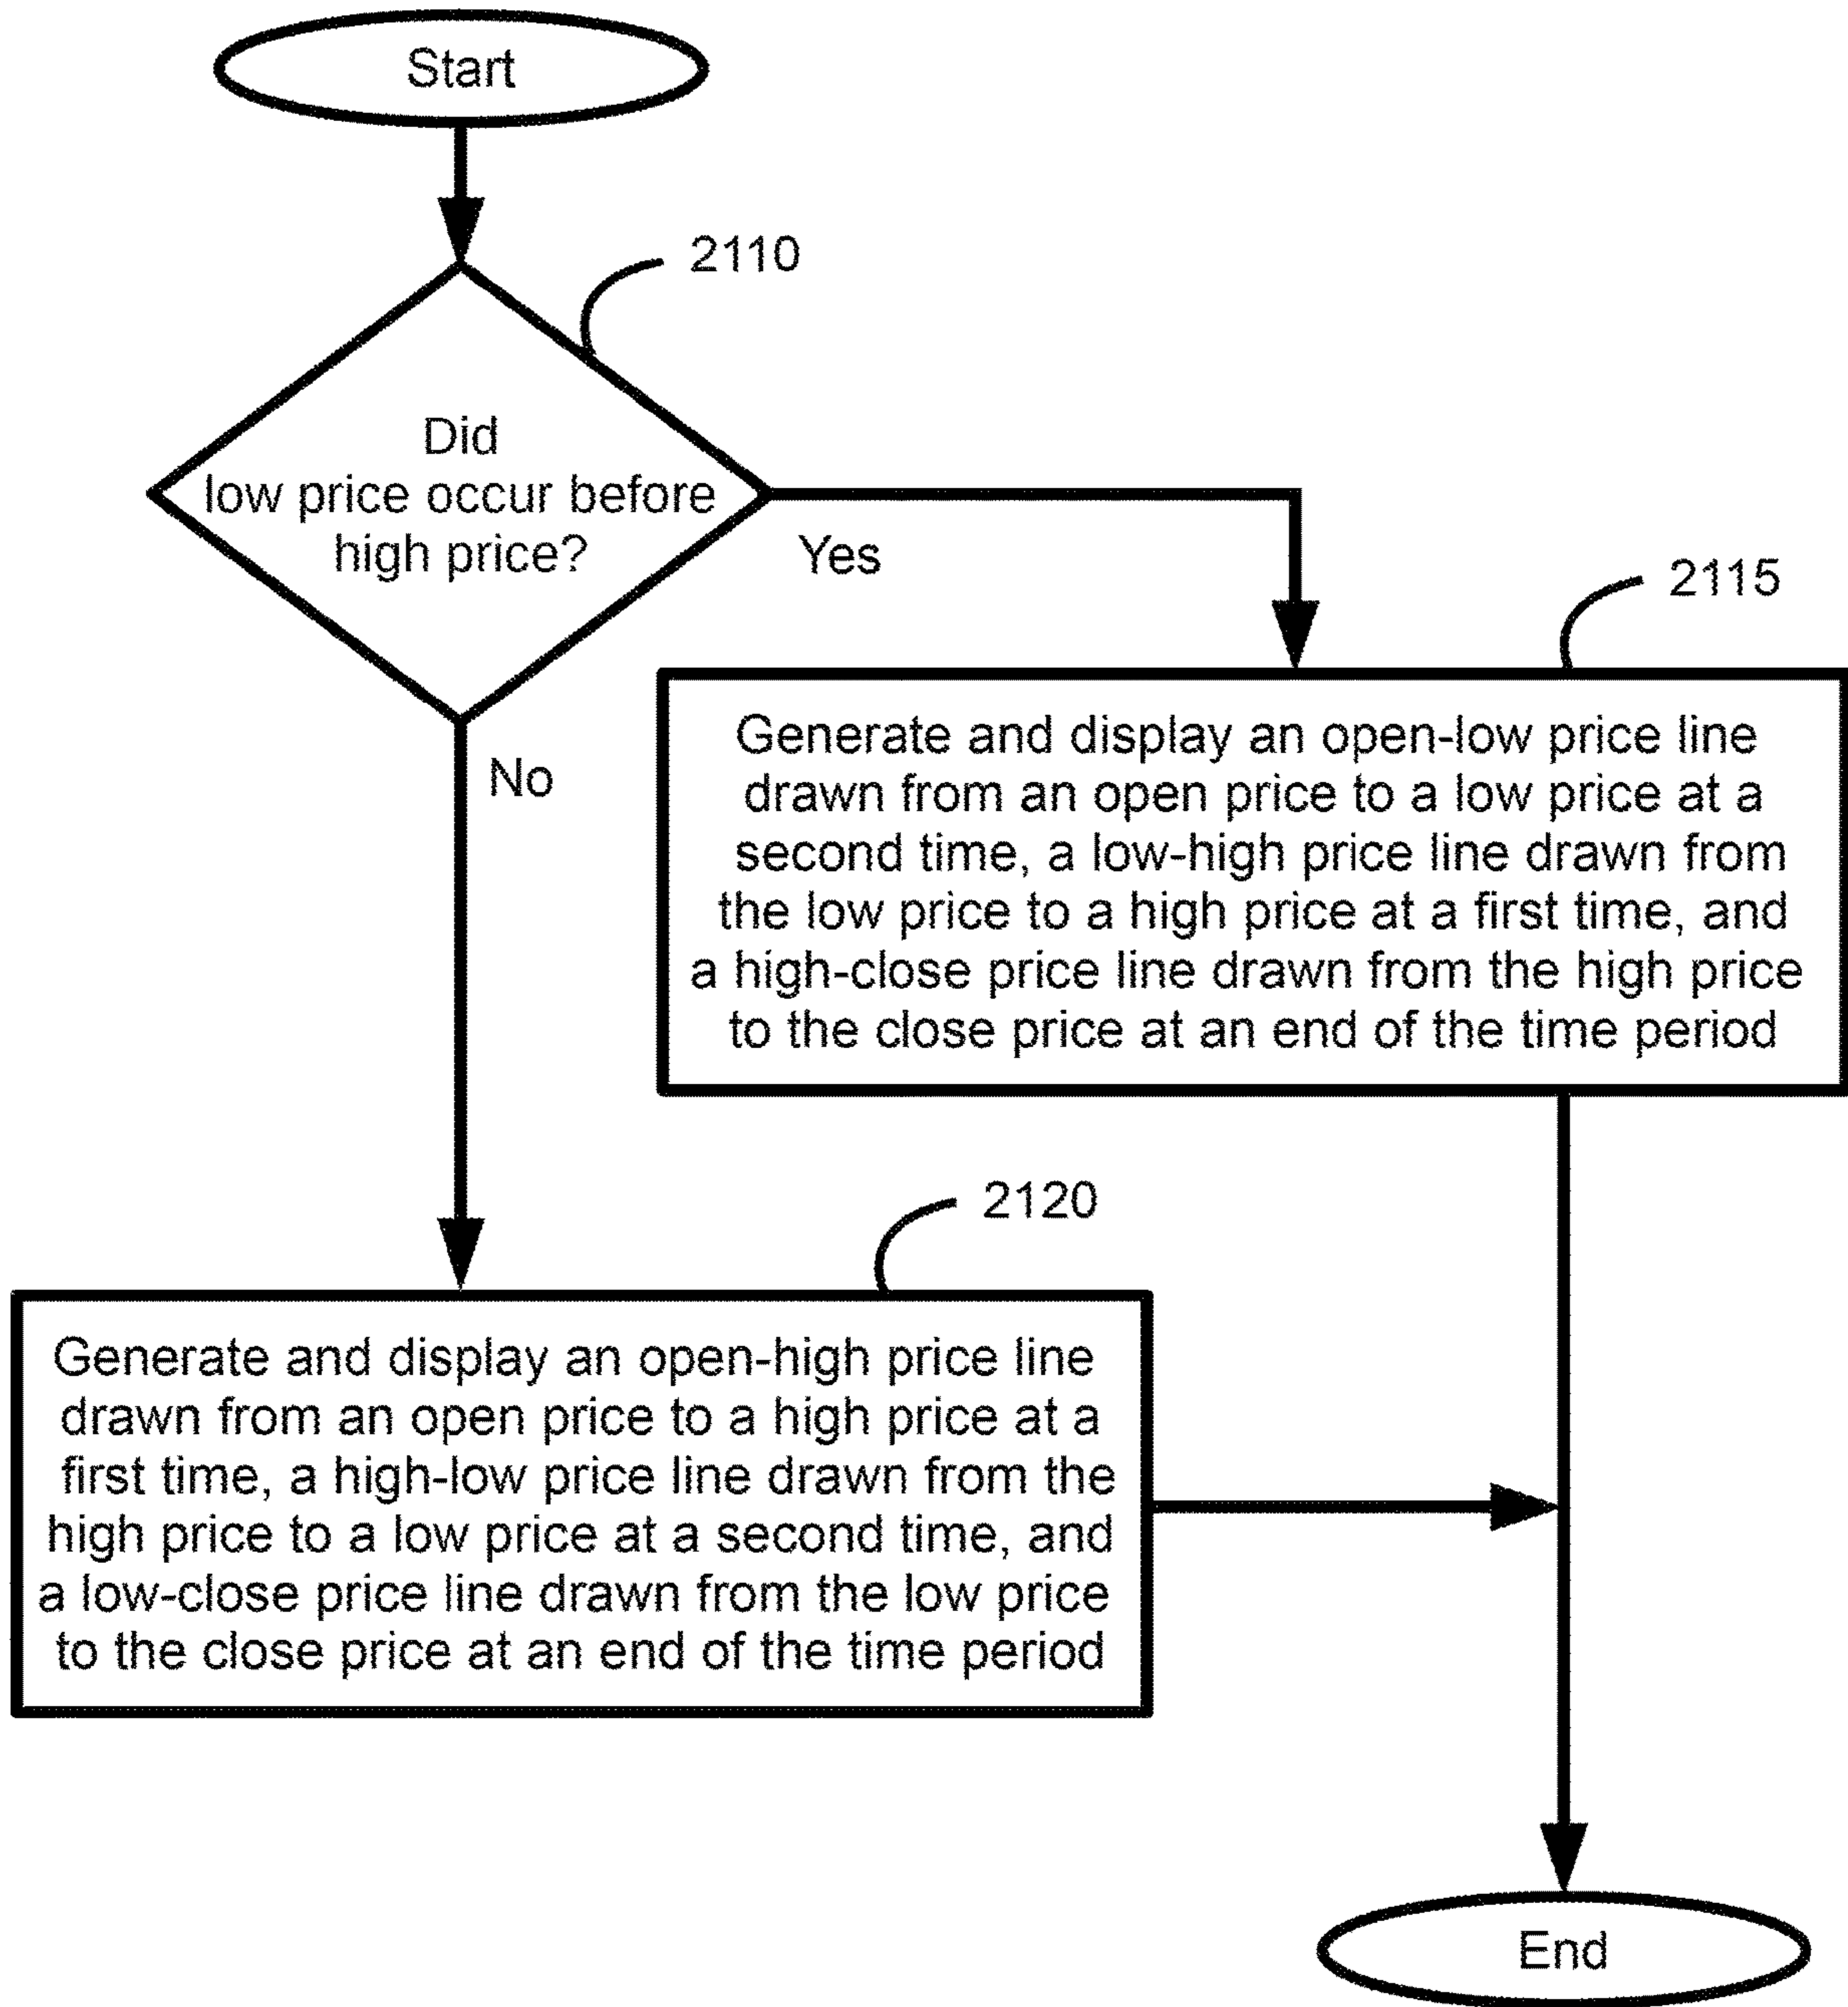 Start
2110
Did
low price occur before
high price?
Yes
No
2115
Generate and display an open-low price line
drawn from an open price to a low price at a
second time, a low-high price line drawn from
the low price to a high price at a first time, and
a high-close price line drawn from the high price
to the close price at an end of the time period
2120
Generate and display an open-high price line
drawn from an open price to a high price at a
first time, a high-low price line drawn from the
high price to a low price at a second time, and
a low-close price line drawn from the low price
to the close price at an end of the time period
End